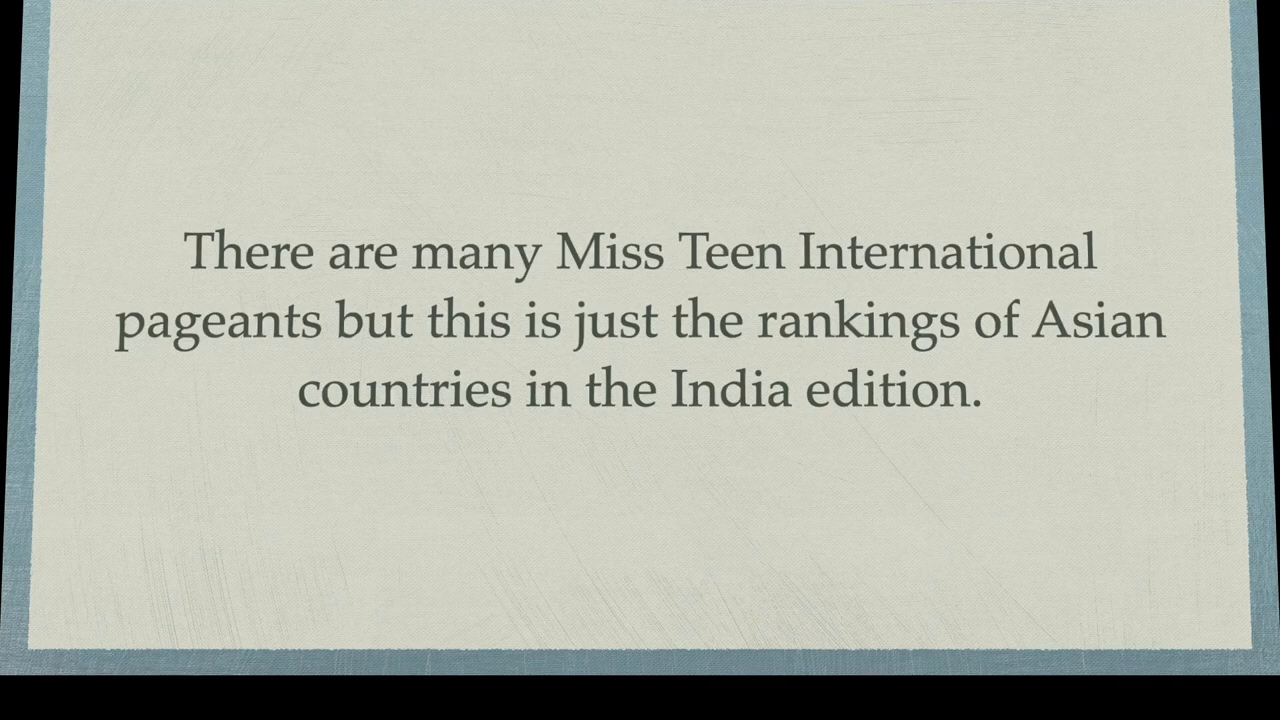 There are many Miss Teen International
pageants but this is just the rankings of Asian
countries in the India edition.